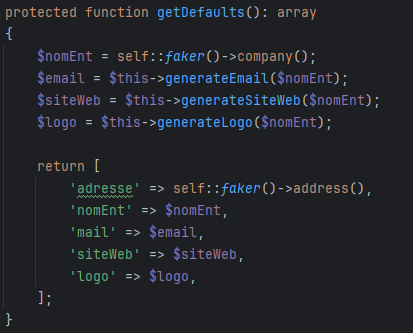 protected function getDefaults(): array
{
    $nomEnt = self::faker()->company();
    $email = $this->generateEmail($nomEnt);
    $siteWeb = $this->generateSiteWeb($nomEnt);
    $logo = $this->generateLogo($nomEnt);

    return [
        'adresse' => self::faker()->address(),
        'nomEnt' => $nomEnt,
        'mail' => $email,
        'siteWeb' => $siteWeb,
        'logo' => $logo,
    ];
}